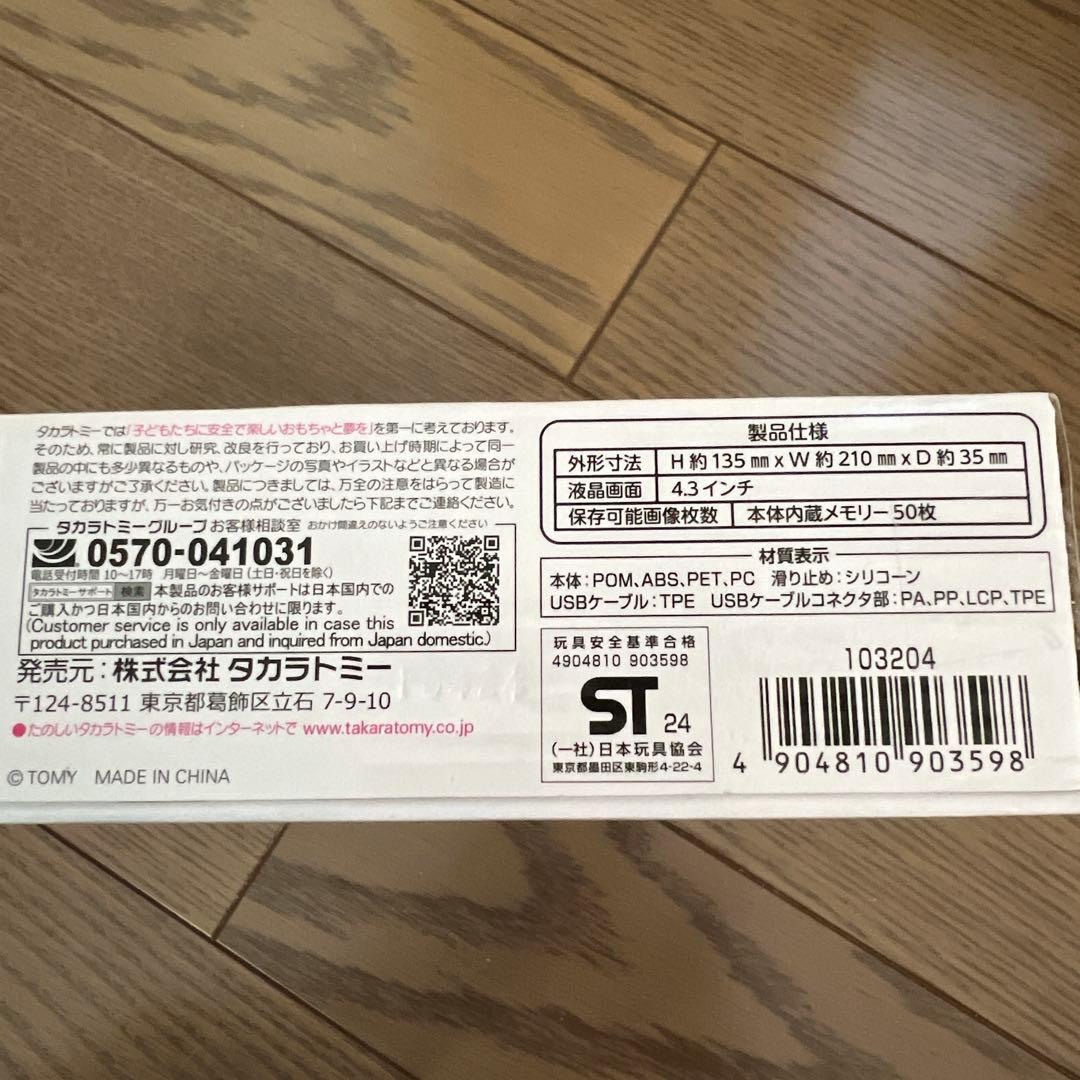 タカラトミーでは「子どもたちに安全で楽しいおもちゃと夢を」を第一に考えております。
そのため、常に製品に対し研究、改良を行っており、お買い上げ時期によって同一
製品の中にも多少異なるものや、パッケージの写真やイラストなどと異なる場合が
ございますがご了承ください。製品につきましては、万全の注意をはらって製造に
当たっておりますが、万一お気付きの点がございましたら下記までご連絡ください。
タカラトミーグループ お客様相談室 おかけ間違えのないようご注意ください
0570-041031
電話受付時間 10〜17時 月曜日〜金曜日(土日・祝日を除く)
タカラトミーサポート 検索 本製品のお客様サポートは日本国内での
ご購入かつ日本国内からのお問い合わせに限ります。
(Customer service is only available in case this
product purchased in Japan and inquired from Japan domestic.)
発売元:株式会社 タカラトミー
〒124-8511 東京都葛飾区立石 7-9-10
●たのしいタカラトミーの情報はインターネットで www.takaratomy.co.jp
©TOMY MADE IN CHINA
製品仕様
外形寸法 H 約 135 ㎜ x W 約 210 ㎜ x D 約 35 ㎜
液晶画面 4.3 インチ
保存可能画像枚数 本体内蔵メモリー 50枚
材質表示
本体:POM、ABS、PET、PC 滑り止め:シリコーン
USBケーブル:TPE USBケーブルコネクタ部:PA、PP、LCP、TPE
玩具安全基準合格
4904810 903598
ST 24
(一社)日本玩具協会
東京都墨田区東駒形4-22-4
103204
4 904810 903598